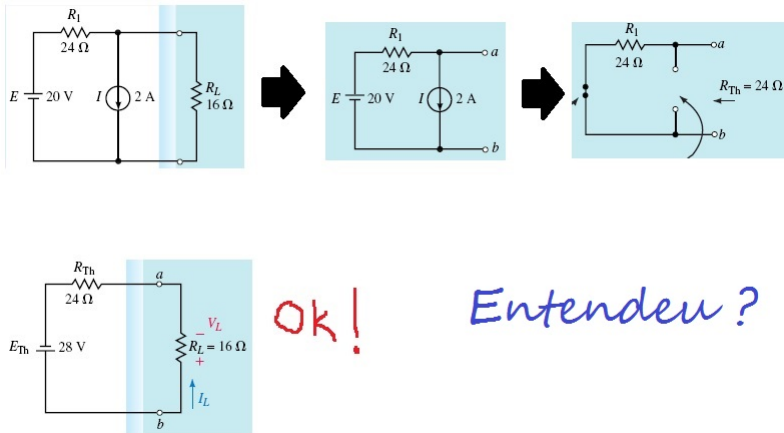 R1
24 Ω
E
20 V
I
2 A
RL
16 Ω
R1
24 Ω
E
20 V
I
2 A
a
b
R1
24 Ω
a
RTh = 24 Ω
b
RTh
24 Ω
a
ETh
28 V
VL
−
RL = 16 Ω
+
IL
b
Ok!
Entendeu ?